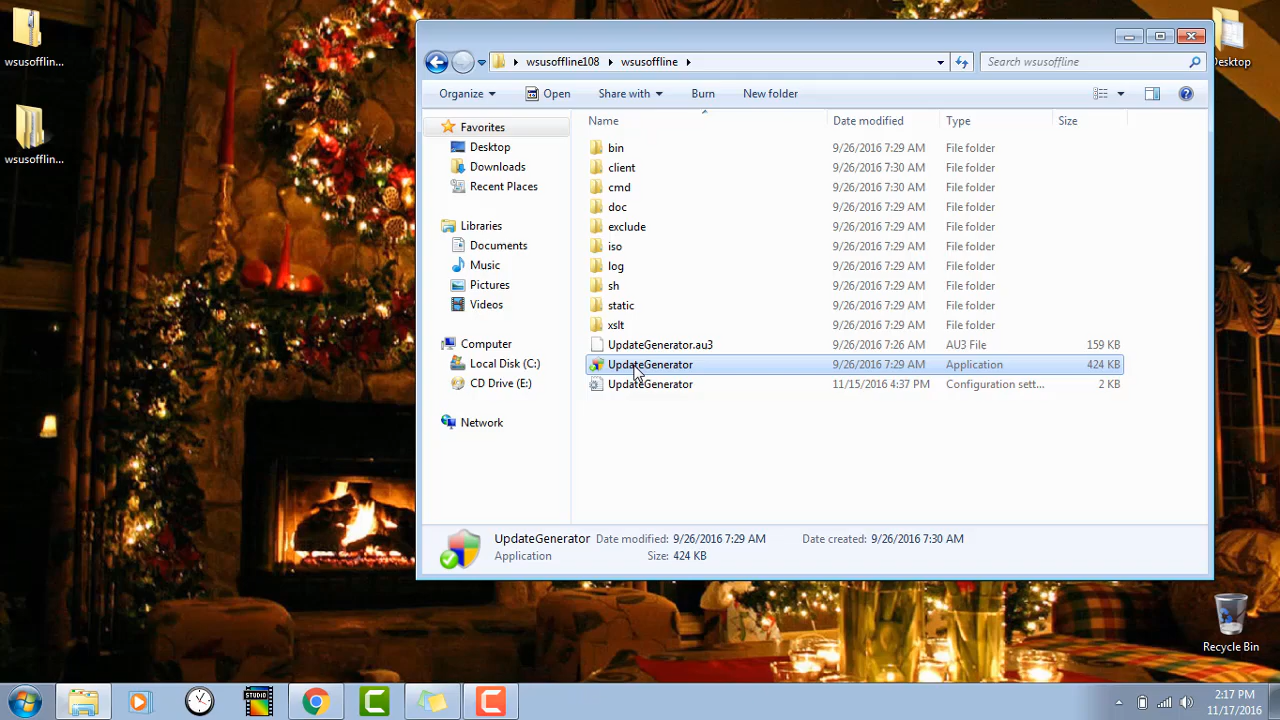 wsusofflin...
wsusofflin...
Desktop
Recycle Bin
wsusoffline108
wsusoffline
Search wsusoffline
Organize
Open
Share with
Burn
New folder
Favorites
Desktop
Downloads
Recent Places
Libraries
Documents
Music
Pictures
Videos
Computer
Local Disk (C:)
CD Drive (E:)
Network
Name Date modified Type Size
bin 9/26/2016 7:29 AM File folder
client 9/26/2016 7:30 AM File folder
cmd 9/26/2016 7:30 AM File folder
doc 9/26/2016 7:29 AM File folder
exclude 9/26/2016 7:29 AM File folder
iso 9/26/2016 7:29 AM File folder
log 9/26/2016 7:29 AM File folder
sh 9/26/2016 7:29 AM File folder
static 9/26/2016 7:29 AM File folder
xslt 9/26/2016 7:29 AM File folder
UpdateGenerator.au3 9/26/2016 7:26 AM AU3 File 159 KB
UpdateGenerator 9/26/2016 7:29 AM Application 424 KB
UpdateGenerator 11/15/2016 4:37 PM Configuration sett... 2 KB
UpdateGenerator Date modified: 9/26/2016 7:29 AM Date created: 9/26/2016 7:30 AM
Application Size: 424 KB
STUDIO
2:17 PM
11/17/2016